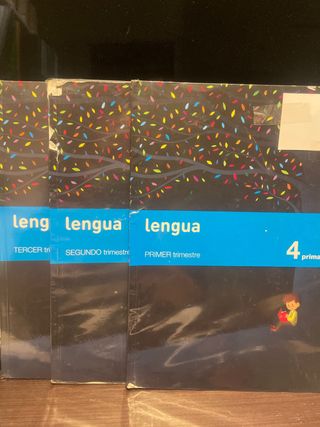 lengua
TERCER tri
lengua
SEGUNDO trimestre
lengua
PRIMER trimestre
4 prima